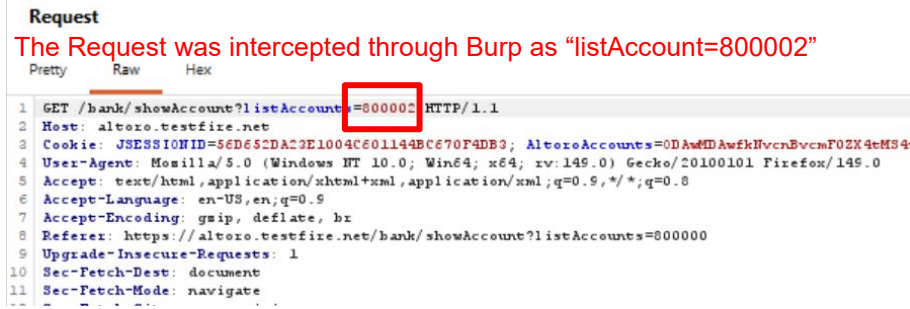 Request
The Request was intercepted through Burp as “listAccount=800002”
Pretty Raw Hex
1 GET /bank/showAccount?listAccounts=800002 HTTP/1.1
2 Host: altoro.testfire.net
3 Cookie: JSESSIONID=56D652DA23E1004C601144BC670F4DB3; AltoroAccounts=ODAwMDAwfkNvcnBvcmF0ZX4tMS4
4 User-Agent: Mozilla/5.0 (Windows NT 10.0; Win64; x64; rv:149.0) Gecko/20100101 Firefox/149.0
5 Accept: text/html,application/xhtml+xml,application/xml;q=0.9,*/*;q=0.8
6 Accept-Language: en-US,en;q=0.9
7 Accept-Encoding: gzip, deflate, br
8 Referer: https://altoro.testfire.net/bank/showAccount?listAccounts=800000
9 Upgrade-Insecure-Requests: 1
10 Sec-Fetch-Dest: document
11 Sec-Fetch-Mode: navigate